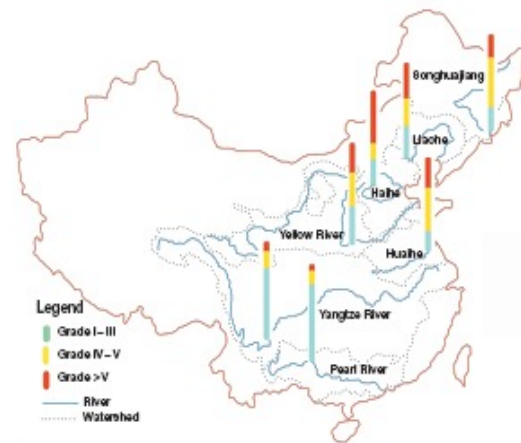 Songhuajiang
Liaohe
Haihe
Yellow River
Huaihe
Legend
Grade I – III
Yangtze River
Grade IV – V
Grade >V
Pearl River
River
Watershed